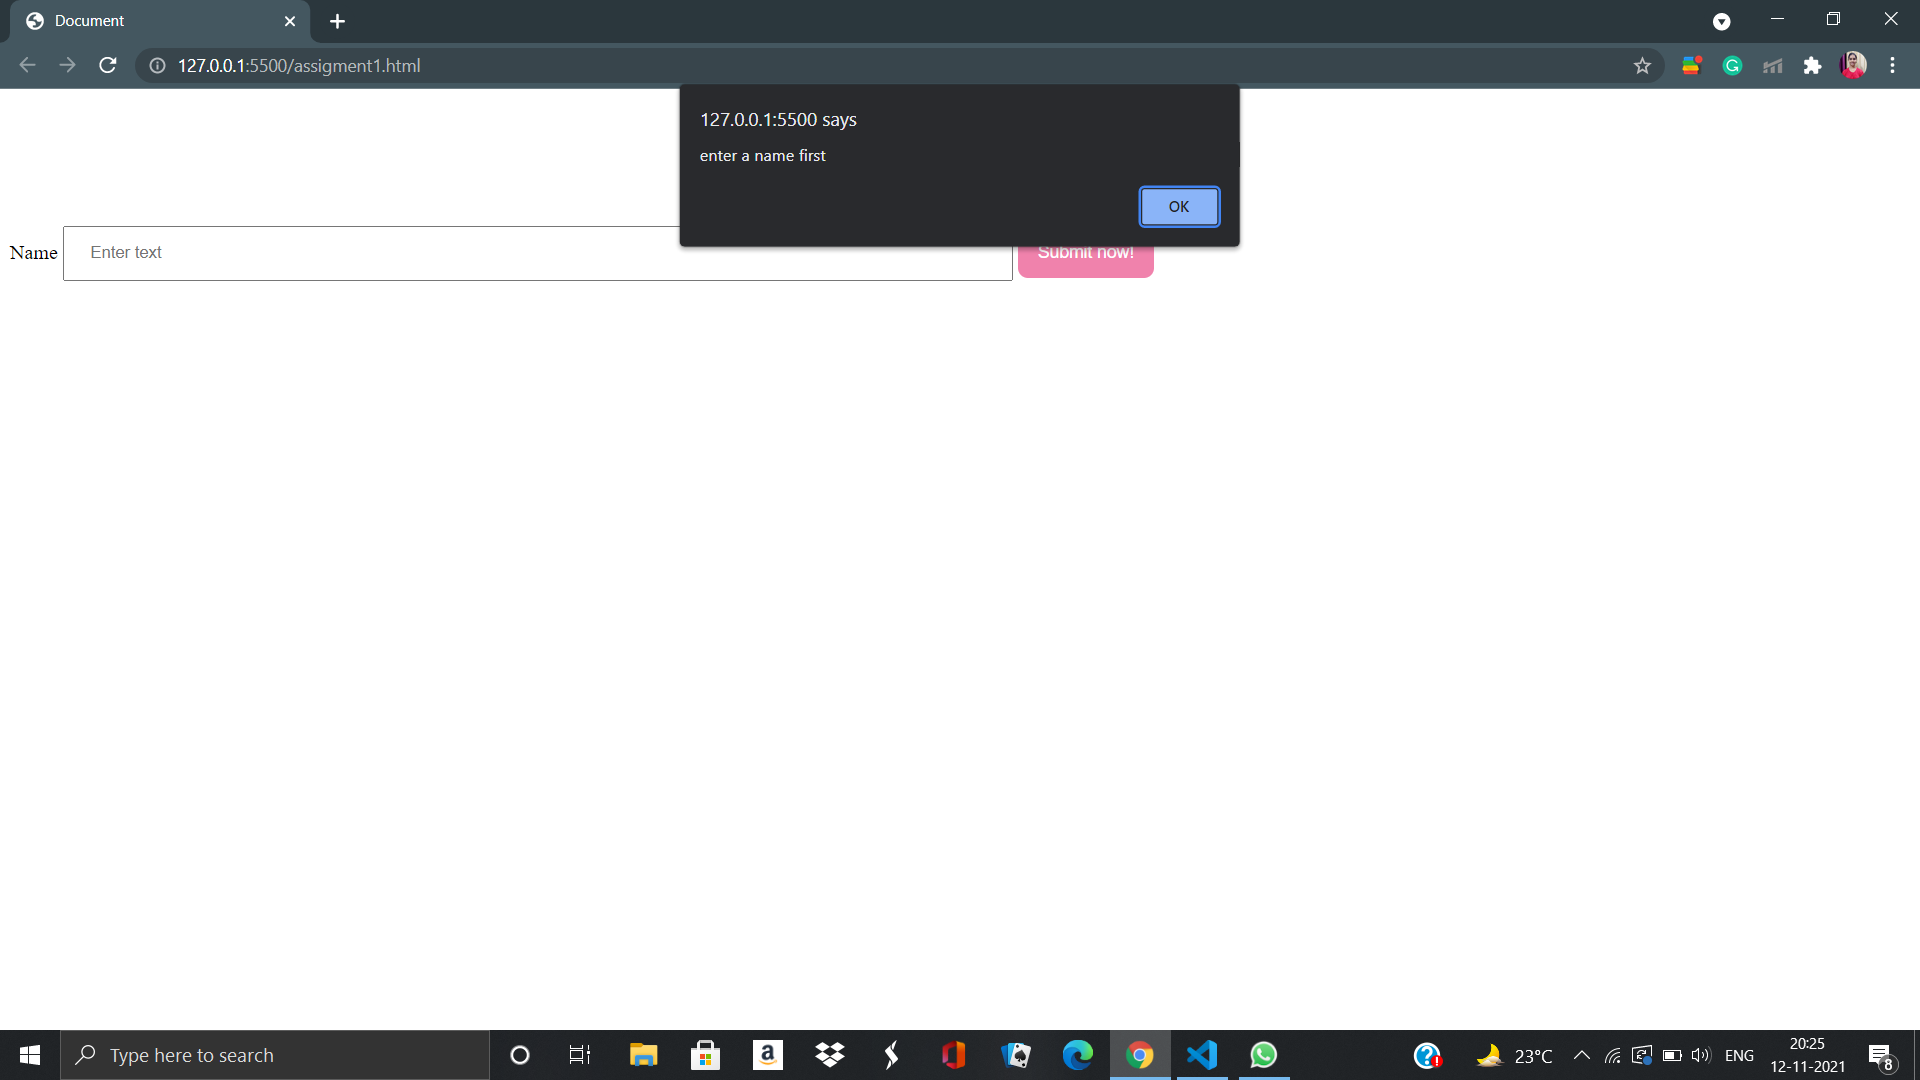 Document
127.0.0.1:5500/assigment1.html
127.0.0.1:5500 says
enter a name first
OK
Name
Enter text
Submit now!
Type here to search
a
23°C
ENG
20:25
12-11-2021
8